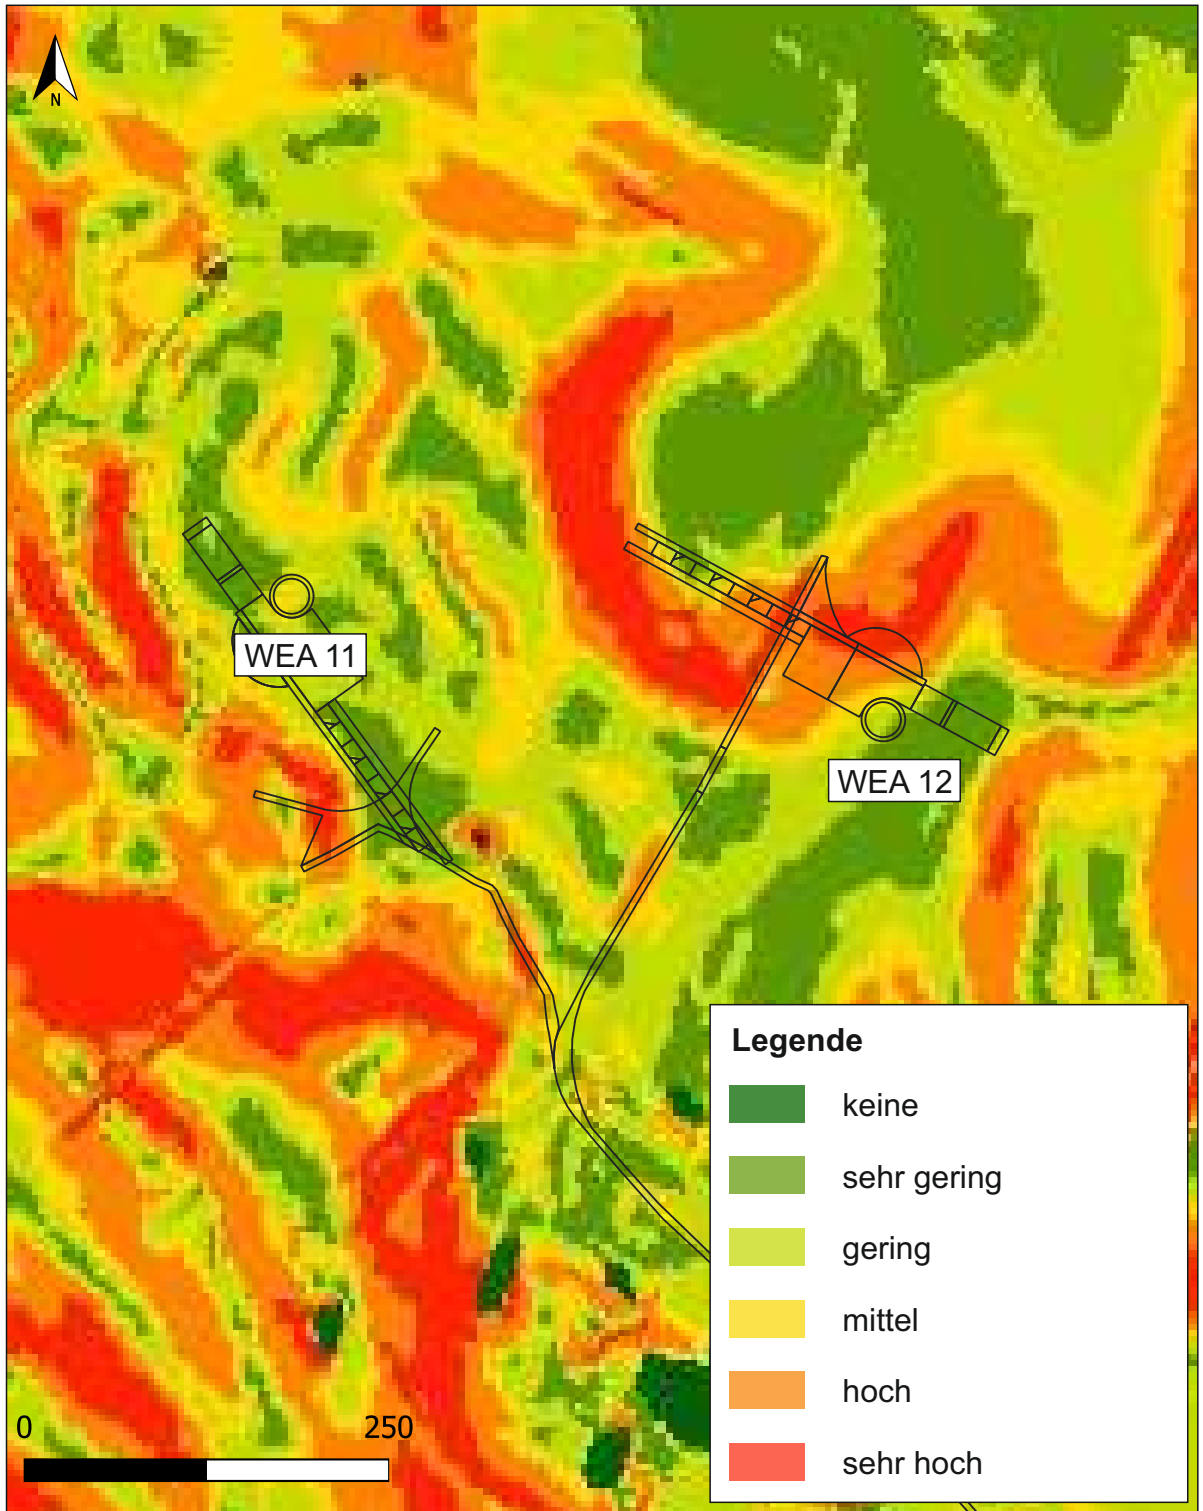 N
WEA 11
WEA 12
Legende
keine
sehr gering
gering
mittel
hoch
sehr hoch
0 250